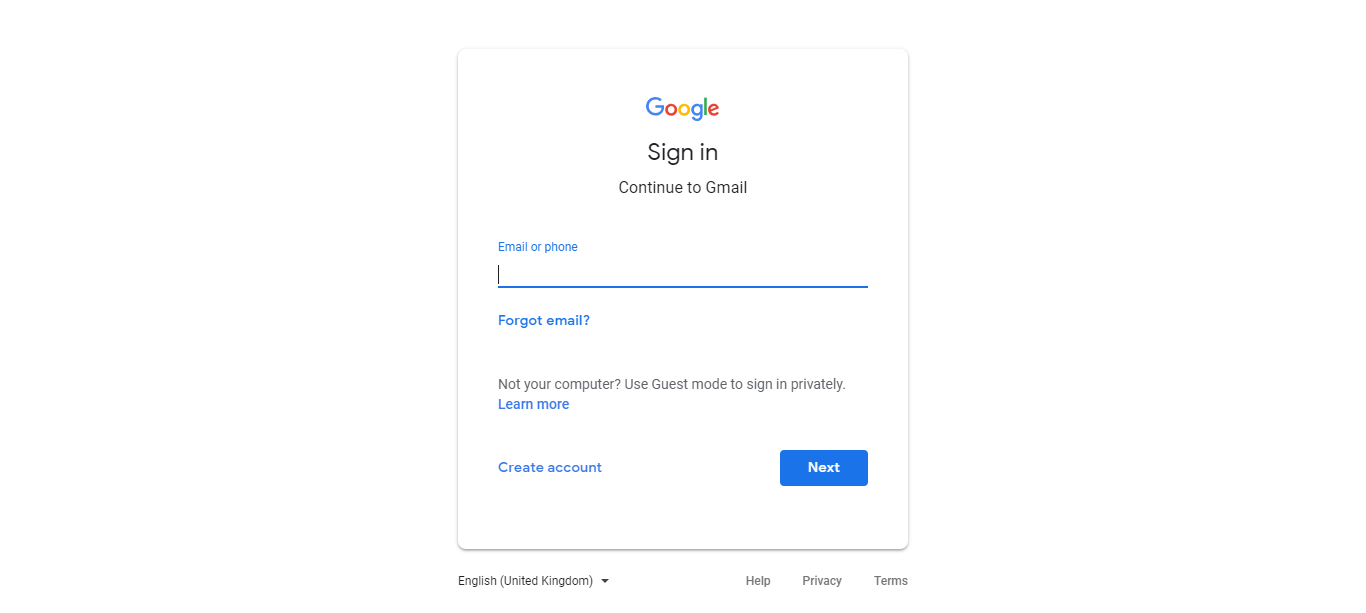 Google
Sign in
Continue to Gmail
Email or phone
Forgot email?
Not your computer? Use Guest mode to sign in privately.
Learn more
Create account
Next
English (United Kingdom)
Help
Privacy
Terms